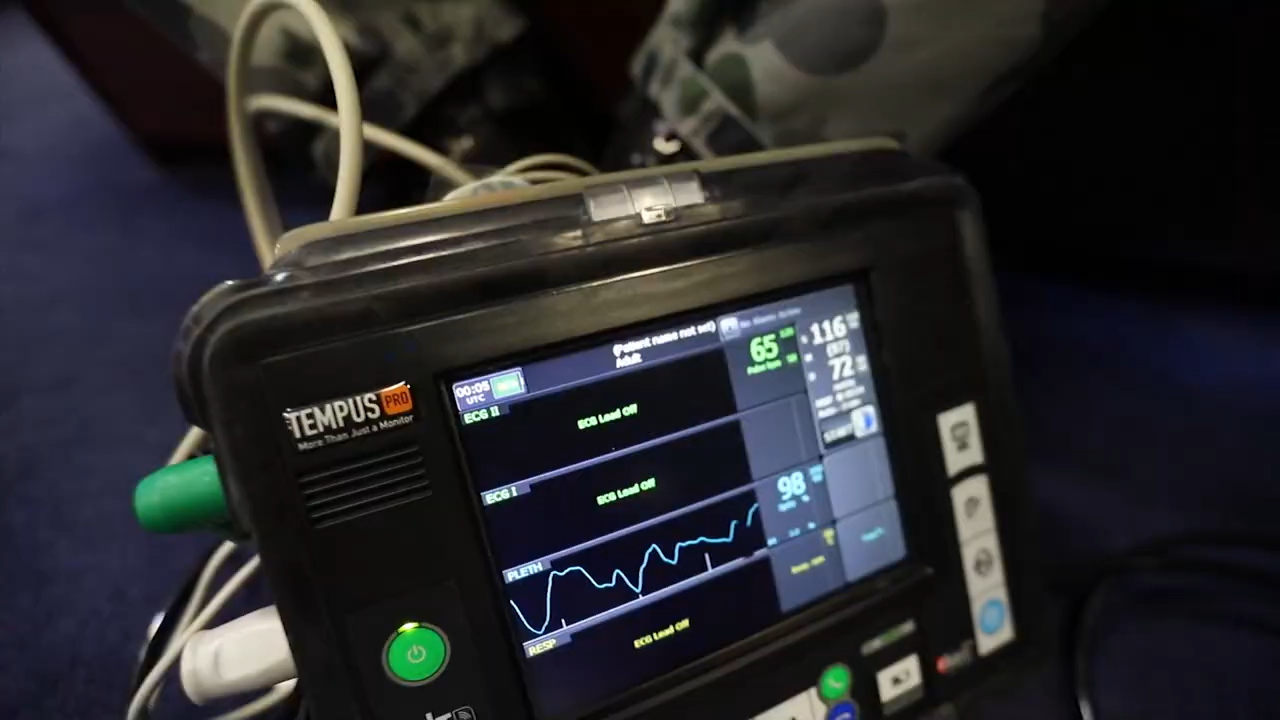 TEMPUS PRO
More Than Just a Monitor
00:05
UTC
(Patient name not set)
Adult
65
116
(87)
72
START
ECG II
ECG Lead Off
ECG I
ECG Lead Off
98
PLETH
RESP
ECG Lead Off